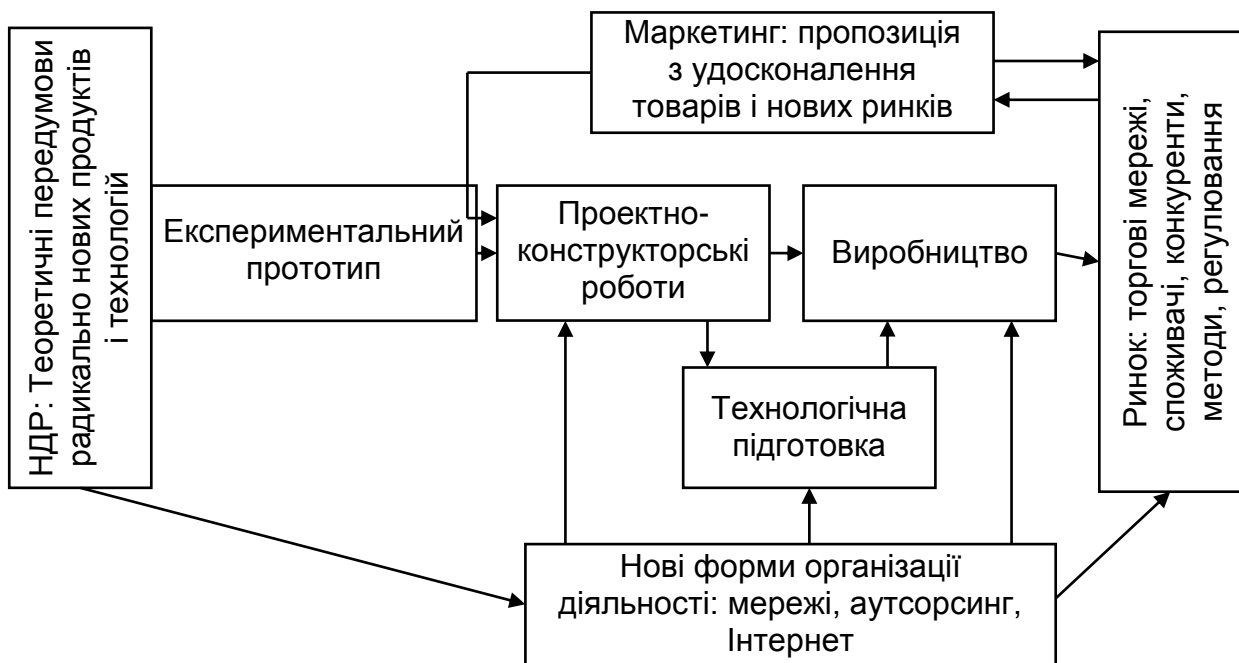 НДР: Теоретичні передумови
радикально нових продуктів
і технологій
Маркетинг: пропозиція
з удосконалення
товарів і нових ринків
Експериментальний
прототип
Проектно-
конструкторські
роботи
Виробництво
Технологічна
підготовка
Нові форми організації
діяльності: мережі, аутсорсинг,
Інтернет
Ринок: торгові мережі,
споживачі, конкуренти,
методи, регулювання